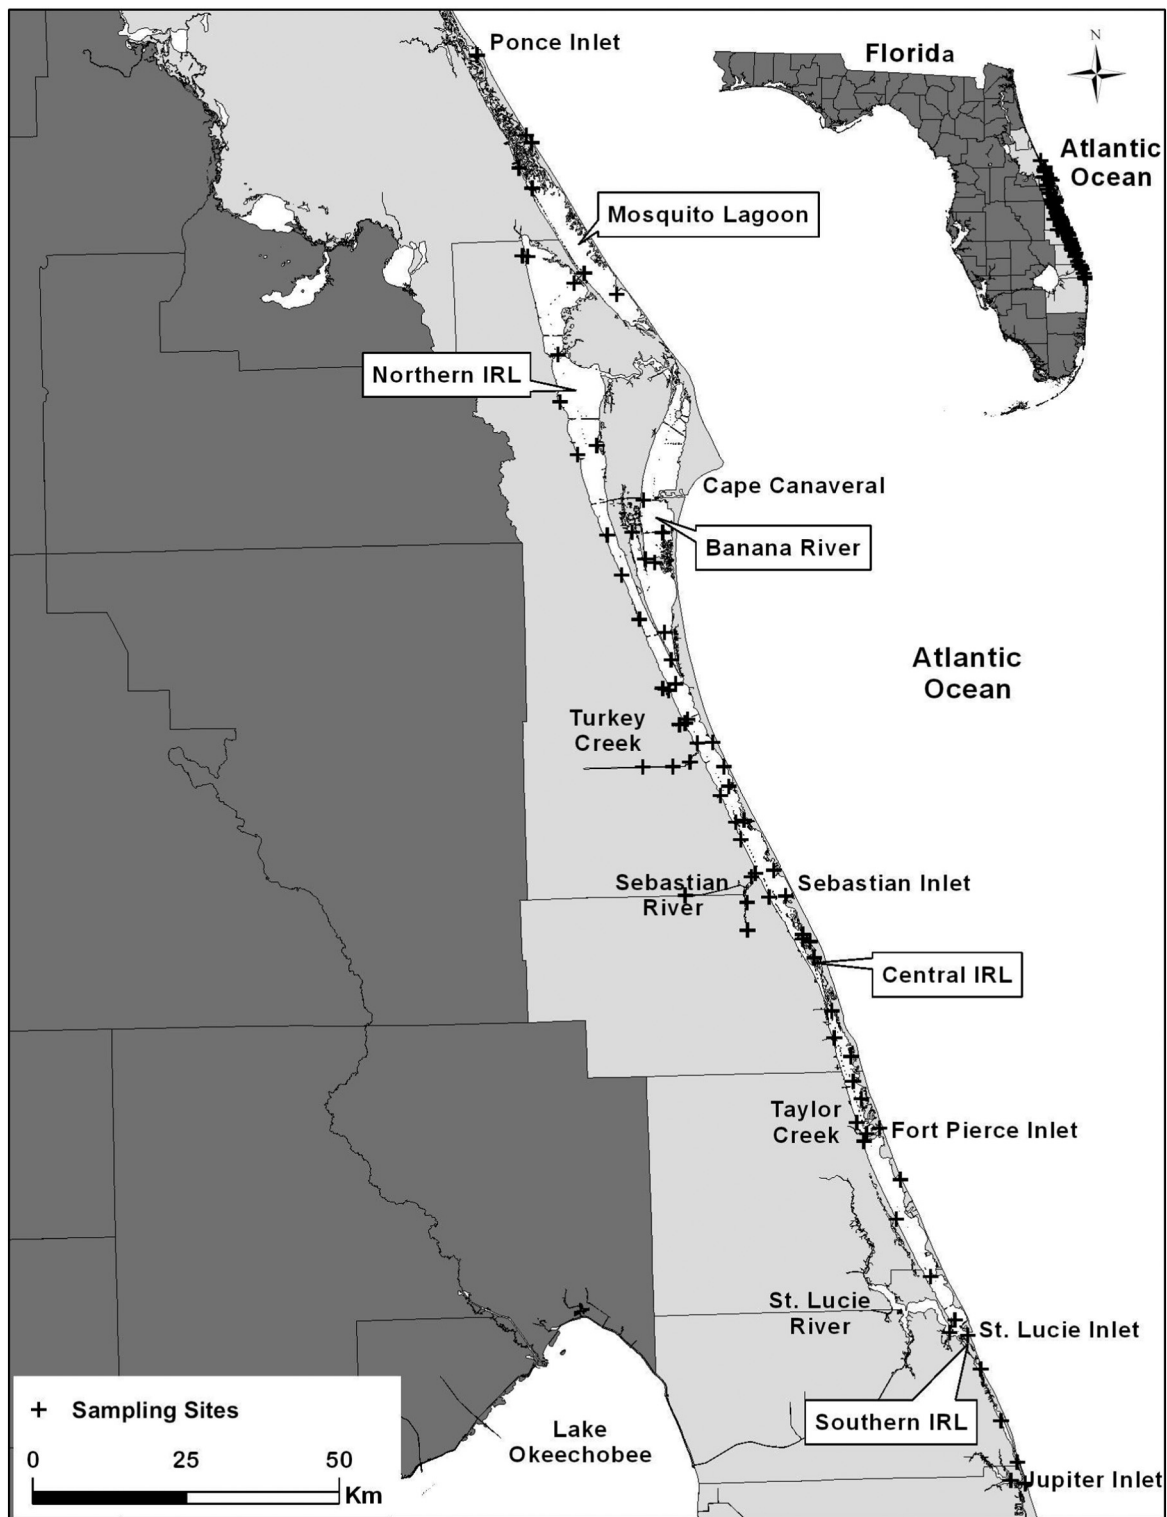 Ponce Inlet
Florida
N
Atlantic
Ocean
Mosquito Lagoon
Northern IRL
Cape Canaveral
Banana River
Atlantic
Ocean
Turkey
Creek
Sebastian
River
Sebastian Inlet
Central IRL
Taylor
Creek
Fort Pierce Inlet
St. Lucie
River
St. Lucie Inlet
Southern IRL
Lake
Okeechobee
Jupiter Inlet
Sampling Sites
0 25 50
Km